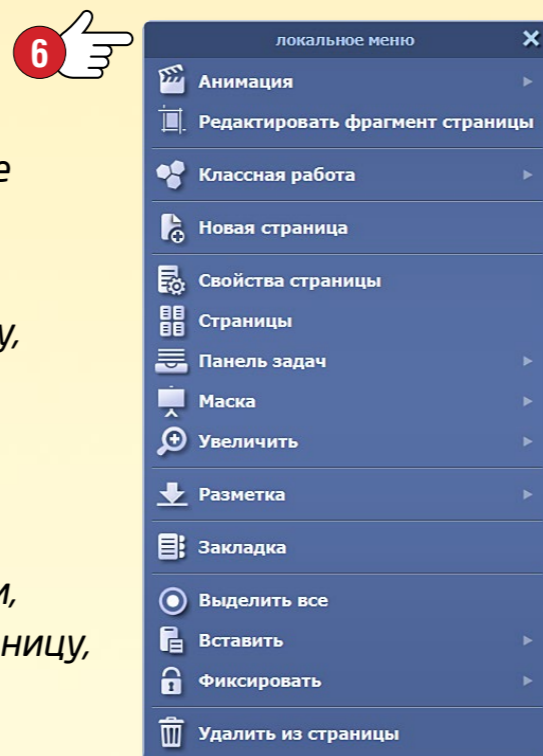 6
локальное меню
Анимация
Редактировать фрагмент страницы
Классная работа
Новая страница
Свойства страницы
Страницы
Панель задач
Маска
Увеличить
Разметка
Закладка
Выделить все
Вставить
Фиксировать
Удалить из страницы